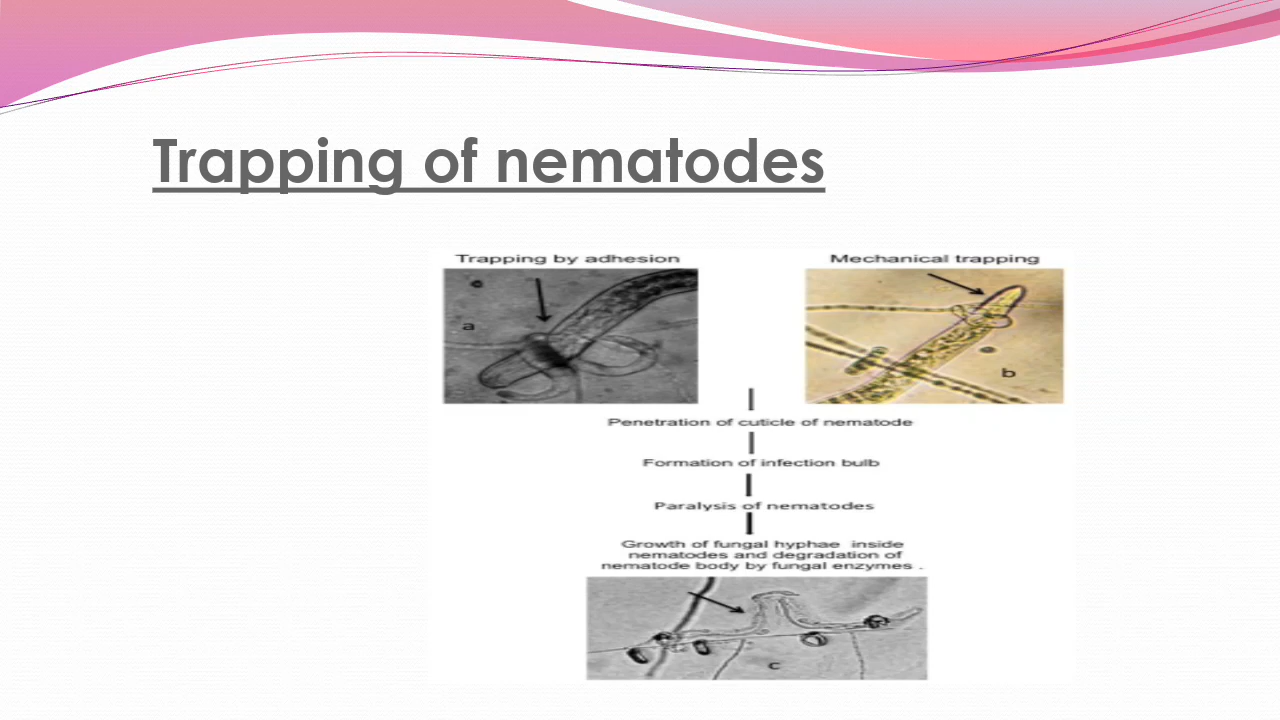 Trapping of nematodes
Trapping by adhesion
Mechanical trapping
a
b
Penetration of cuticle of nematode
Formation of infection bulb
Paralysis of nematodes
Growth of fungal hyphae inside
nematodes and degradation of
nematode body by fungal enzymes .
c